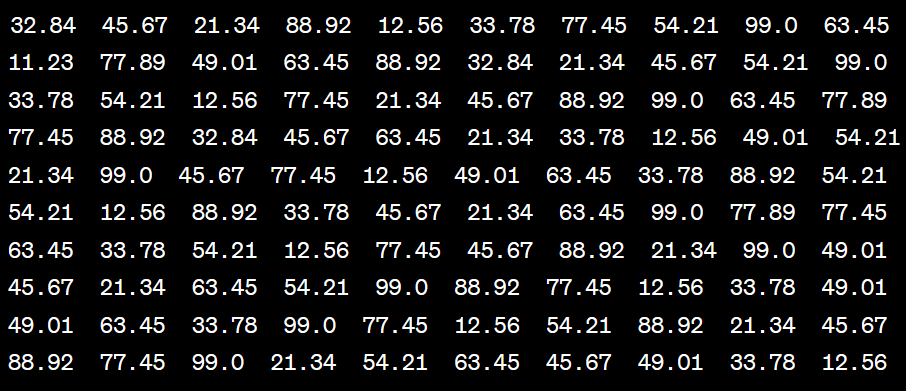 32.84 45.67 21.34 88.92 12.56 33.78 77.45 54.21 99.0 63.45
11.23 77.89 49.01 63.45 88.92 32.84 21.34 45.67 54.21 99.0
33.78 54.21 12.56 77.45 21.34 45.67 88.92 99.0 63.45 77.89
77.45 88.92 32.84 45.67 63.45 21.34 33.78 12.56 49.01 54.21
21.34 99.0 45.67 77.45 12.56 49.01 63.45 33.78 88.92 54.21
54.21 12.56 88.92 33.78 45.67 21.34 63.45 99.0 77.89 77.45
63.45 33.78 54.21 12.56 77.45 45.67 88.92 21.34 99.0 49.01
45.67 21.34 63.45 54.21 99.0 88.92 77.45 12.56 33.78 49.01
49.01 63.45 33.78 99.0 77.45 12.56 54.21 88.92 21.34 45.67
88.92 77.45 99.0 21.34 54.21 63.45 45.67 49.01 33.78 12.56